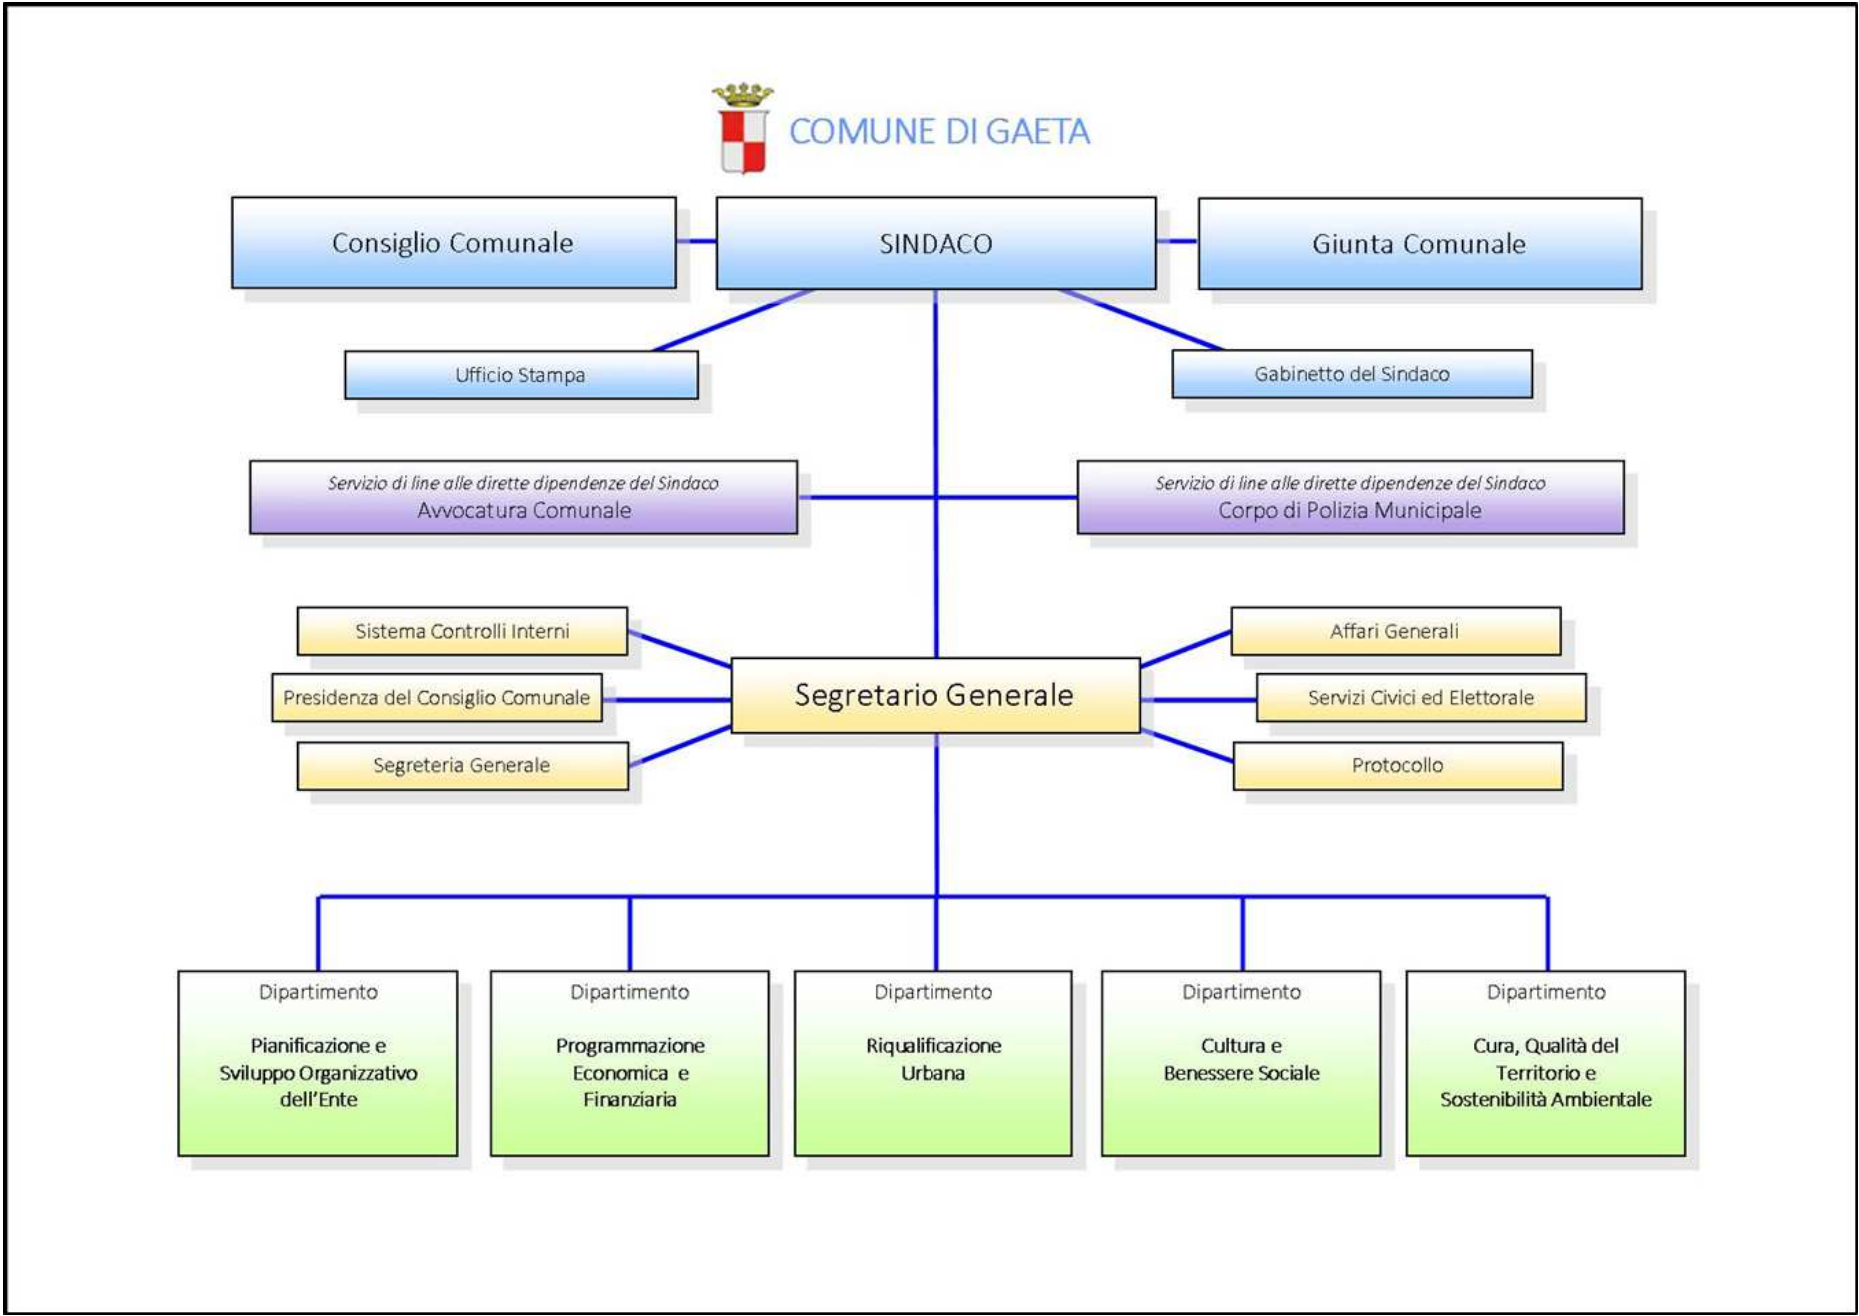 COMUNE DI GAETA
Consiglio Comunale
SINDACO
Giunta Comunale
Ufficio Stampa
Gabinetto del Sindaco
Servizio di line alle dirette dipendenze del Sindaco
Avvocatura Comunale
Servizio di line alle dirette dipendenze del Sindaco
Corpo di Polizia Municipale
Sistema Controlli Interni
Affari Generali
Segretario Generale
Presidenza del Consiglio Comunale
Servizi Civici ed Elettorale
Segreteria Generale
Protocollo
Dipartimento
Pianificazione e
Sviluppo Organizzativo
dell'Ente
Dipartimento
Programmazione
Economica e
Finanziaria
Dipartimento
Riqualificazione
Urbana
Dipartimento
Cultura e
Benessere Sociale
Dipartimento
Cura, Qualità del
Territorio e
Sostenibilità Ambientale